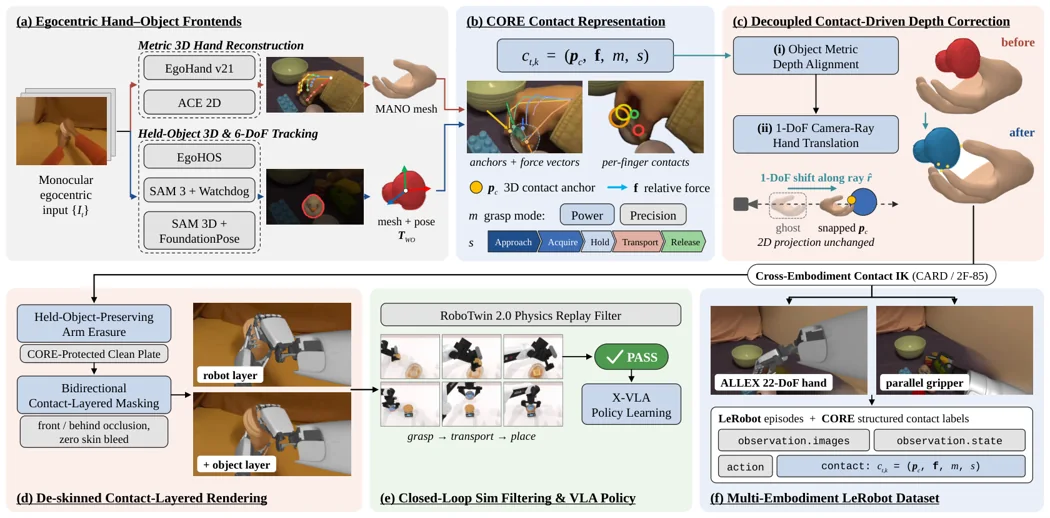 (a) Egocentric Hand–Object Frontends
Metric 3D Hand Reconstruction
EgoHand v21
ACE 2D
MANO mesh
Held-Object 3D & 6-DoF Tracking
EgoHOS
SAM 3 + Watchdog
SAM 3D +
FoundationPose
mesh + pose
T_WO
Monocular
egocentric
input {I_t}
(b) CORE Contact Representation
c_t,k = (p_c, f, m, s)
anchors + force vectors
per-finger contacts
p_c 3D contact anchor
f relative force
m grasp mode:
Power
Precision
s
Approach
Acquire
Hold
Transport
Release
(c) Decoupled Contact-Driven Depth Correction
(i) Object Metric
Depth Alignment
(ii) 1-DoF Camera-Ray
Hand Translation
before
after
1-DoF shift along ray r̂
ghost
snapped p_c
2D projection unchanged
Cross-Embodiment Contact IK (CARD / 2F-85)
Held-Object-Preserving
Arm Erasure
CORE-Protected Clean Plate
Bidirectional
Contact-Layered Masking
front / behind occlusion,
zero skin bleed
robot layer
+ object layer
(d) De-skinned Contact-Layered Rendering
RoboTwin 2.0 Physics Replay Filter
PASS
X-VLA
Policy Learning
grasp → transport → place
(e) Closed-Loop Sim Filtering & VLA Policy
ALLEX 22-DoF hand
parallel gripper
LeRobot episodes + CORE structured contact labels
observation.images
observation.state
action
contact: c_t,k = (p_c, f, m, s)
(f) Multi-Embodiment LeRobot Dataset